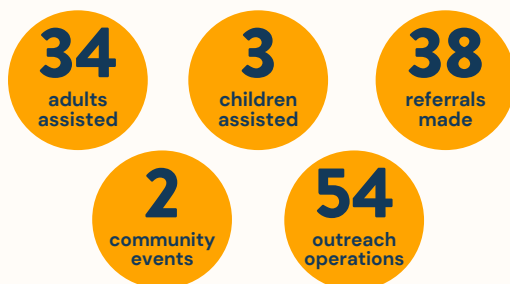 34
adults
assisted
3
children
assisted
38
referrals
made
2
community
events
54
outreach
operations